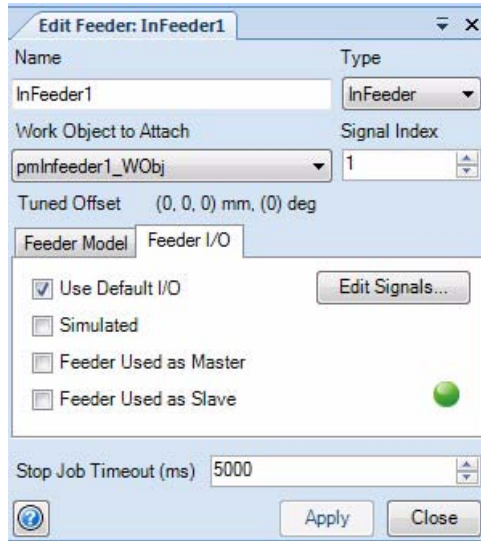 Edit Feeder: InFeeder1
Name Type
InFeeder1 InFeeder
Work Object to Attach Signal Index
pmInfeeder1_WObj 1
Tuned Offset (0, 0, 0) mm, (0) deg
Feeder Model Feeder I/O
Use Default I/O Edit Signals...
Simulated
Feeder Used as Master
Feeder Used as Slave
Stop Job Timeout (ms) 5000
? Apply Close